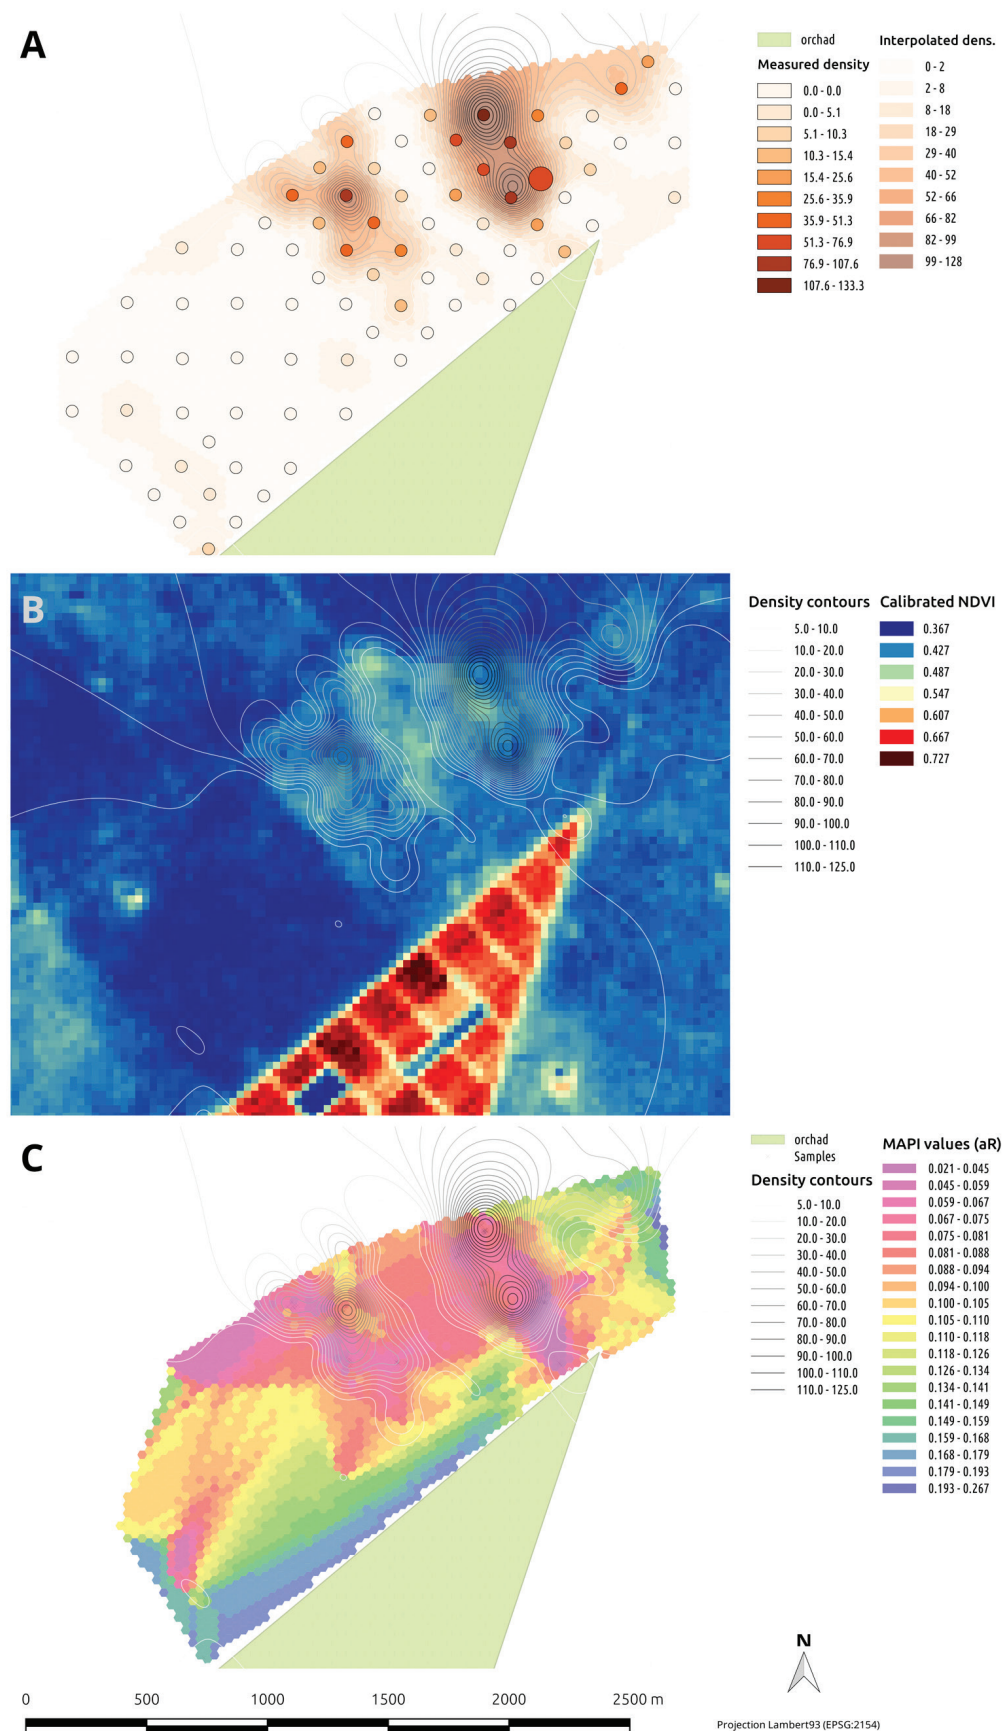 A
orchad
Measured density
0.0 - 0.0
0.0 - 5.1
5.1 - 10.3
10.3 - 15.4
15.4 - 25.6
25.6 - 35.9
35.9 - 51.3
51.3 - 76.9
76.9 - 107.6
107.6 - 133.3
Interpolated dens.
0 - 2
2 - 8
8 - 18
18 - 29
29 - 40
40 - 52
52 - 66
66 - 82
82 - 99
99 - 128
B
Density contours
5.0 - 10.0
10.0 - 20.0
20.0 - 30.0
30.0 - 40.0
40.0 - 50.0
50.0 - 60.0
60.0 - 70.0
70.0 - 80.0
80.0 - 90.0
90.0 - 100.0
100.0 - 110.0
110.0 - 125.0
Calibrated NDVI
0.367
0.427
0.487
0.547
0.607
0.667
0.727
C
orchad
Samples
Density contours
5.0 - 10.0
10.0 - 20.0
20.0 - 30.0
30.0 - 40.0
40.0 - 50.0
50.0 - 60.0
60.0 - 70.0
70.0 - 80.0
80.0 - 90.0
90.0 - 100.0
100.0 - 110.0
110.0 - 125.0
MAPI values (aR)
0.021 - 0.045
0.045 - 0.059
0.059 - 0.067
0.067 - 0.075
0.075 - 0.081
0.081 - 0.088
0.088 - 0.094
0.094 - 0.100
0.100 - 0.105
0.105 - 0.110
0.110 - 0.118
0.118 - 0.126
0.126 - 0.134
0.134 - 0.141
0.141 - 0.149
0.149 - 0.159
0.159 - 0.168
0.168 - 0.179
0.179 - 0.193
0.193 - 0.267
N
0 500 1000 1500 2000 2500 m
Projection Lambert93 (EPSG:2154)